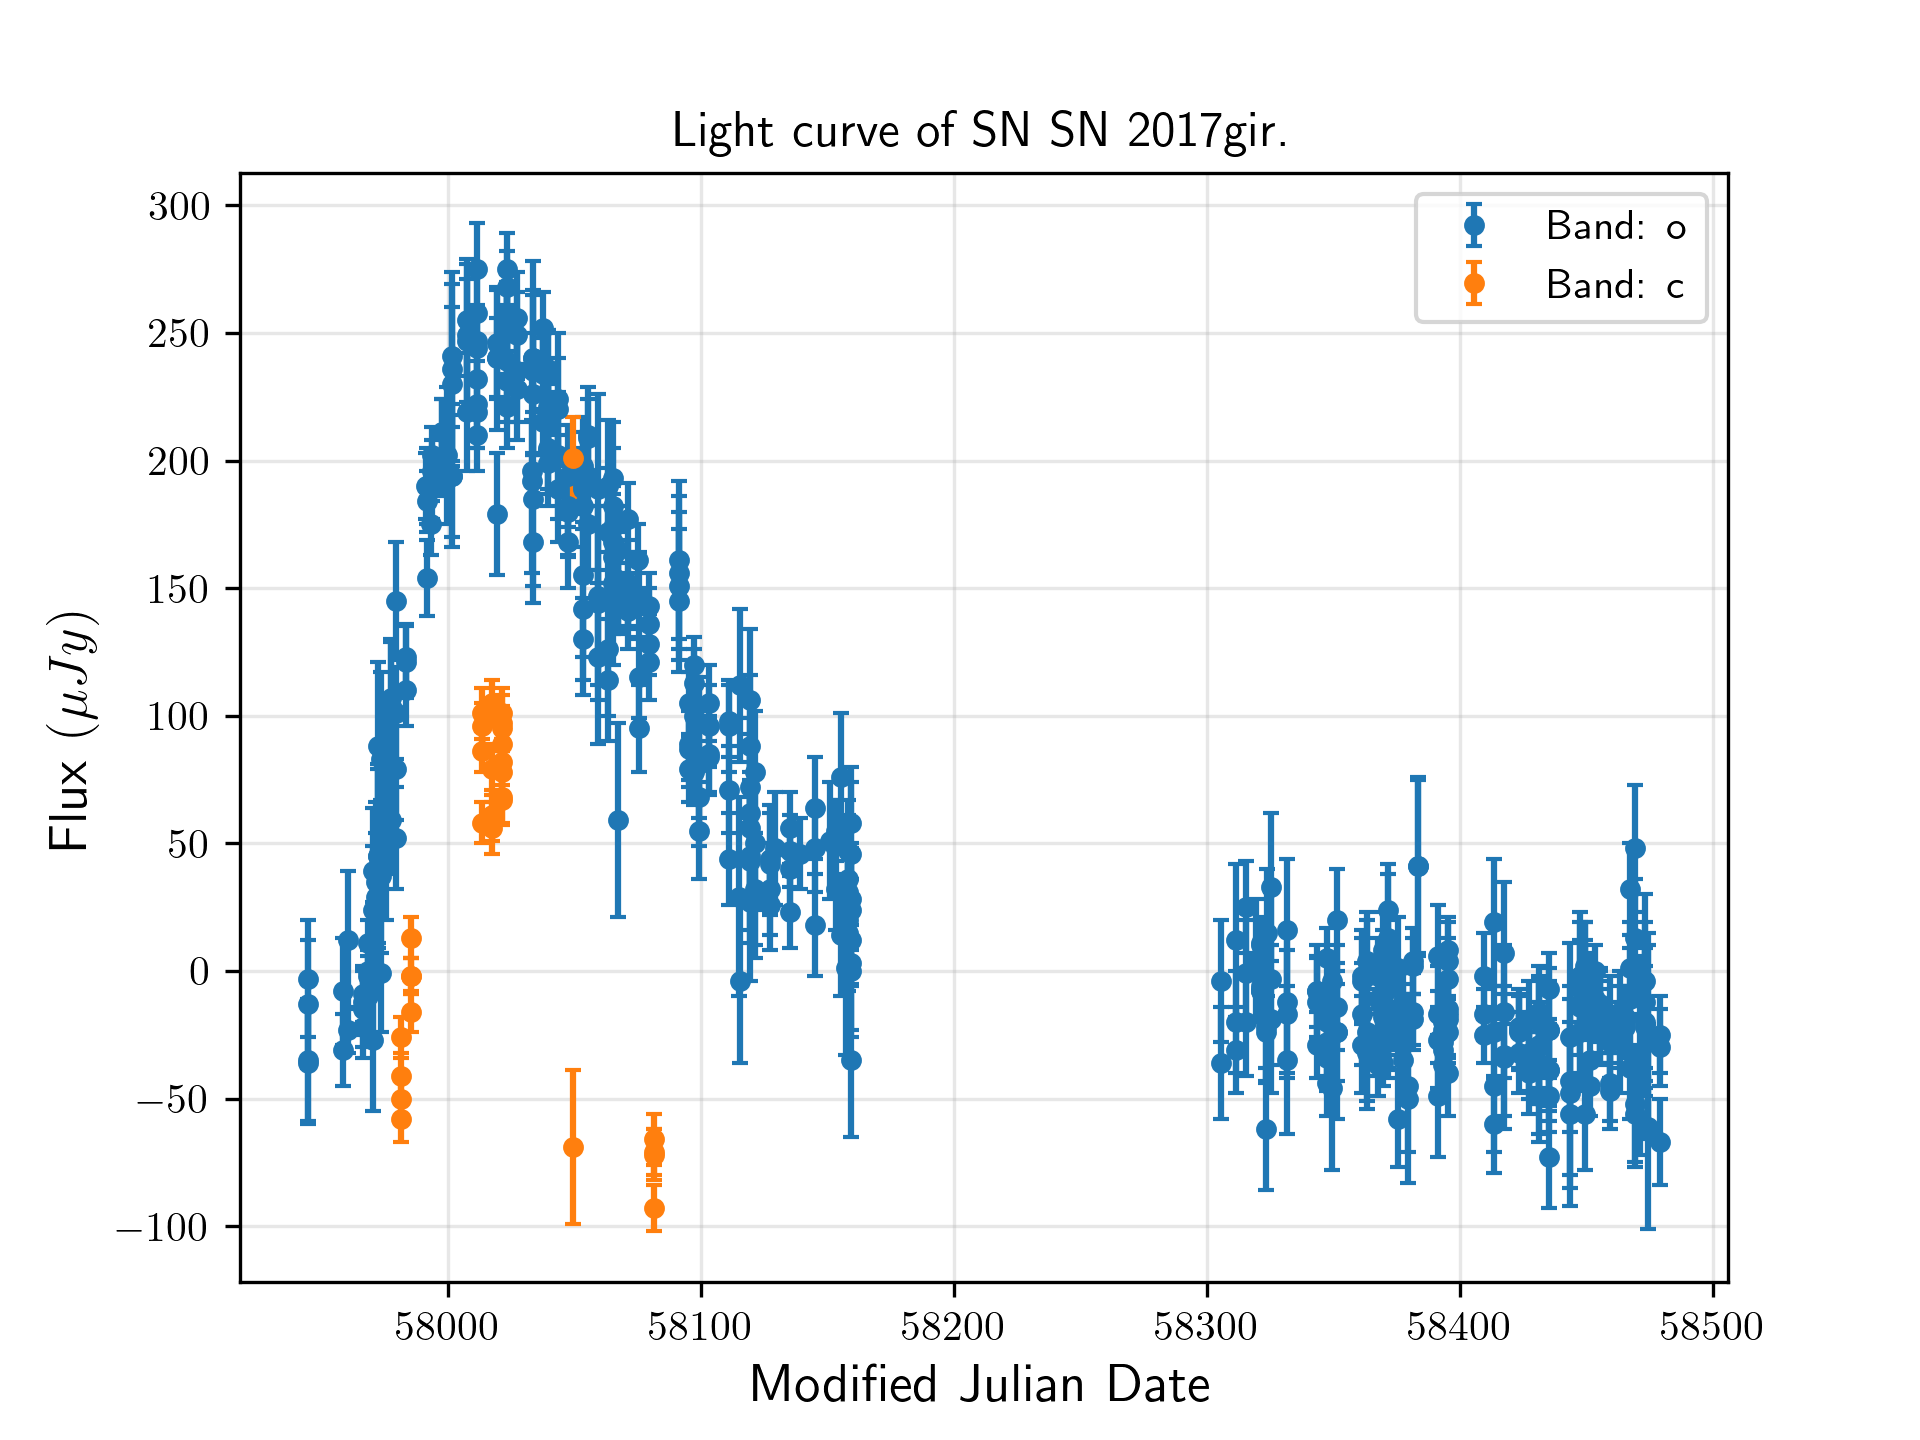 Light curve of SN SN 2017gir.
300
250
200
150
100
50
0
−50
−100
Flux (μJy)
Band: o
Band: c
58000 58100 58200 58300 58400 58500
Modified Julian Date